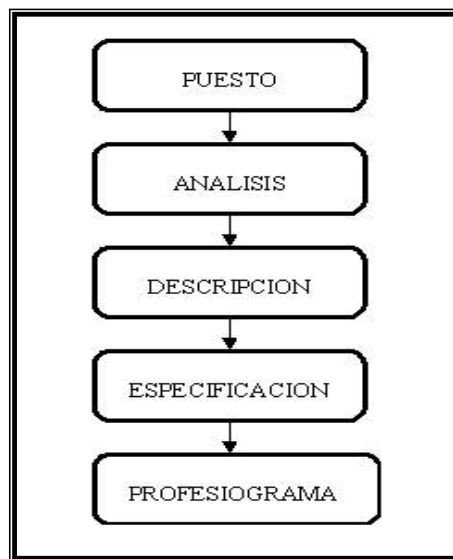 PUESTO
ANALISIS
DESCRIPCION
ESPECIFICACION
PROFESIOGRAMA